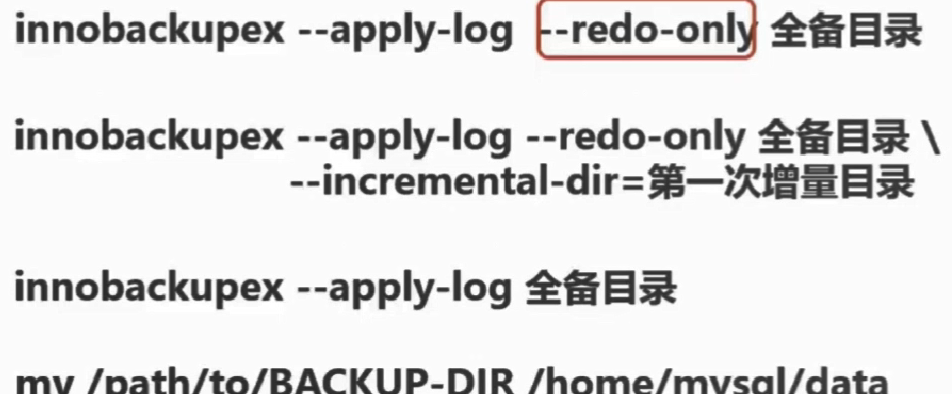 innobackupex --apply-log --redo-only 全备目录
innobackupex --apply-log --redo-only 全备目录 \
--incremental-dir=第一次增量目录
innobackupex --apply-log 全备目录
mv /path/to/BACKUP-DIR /home/mysql/data